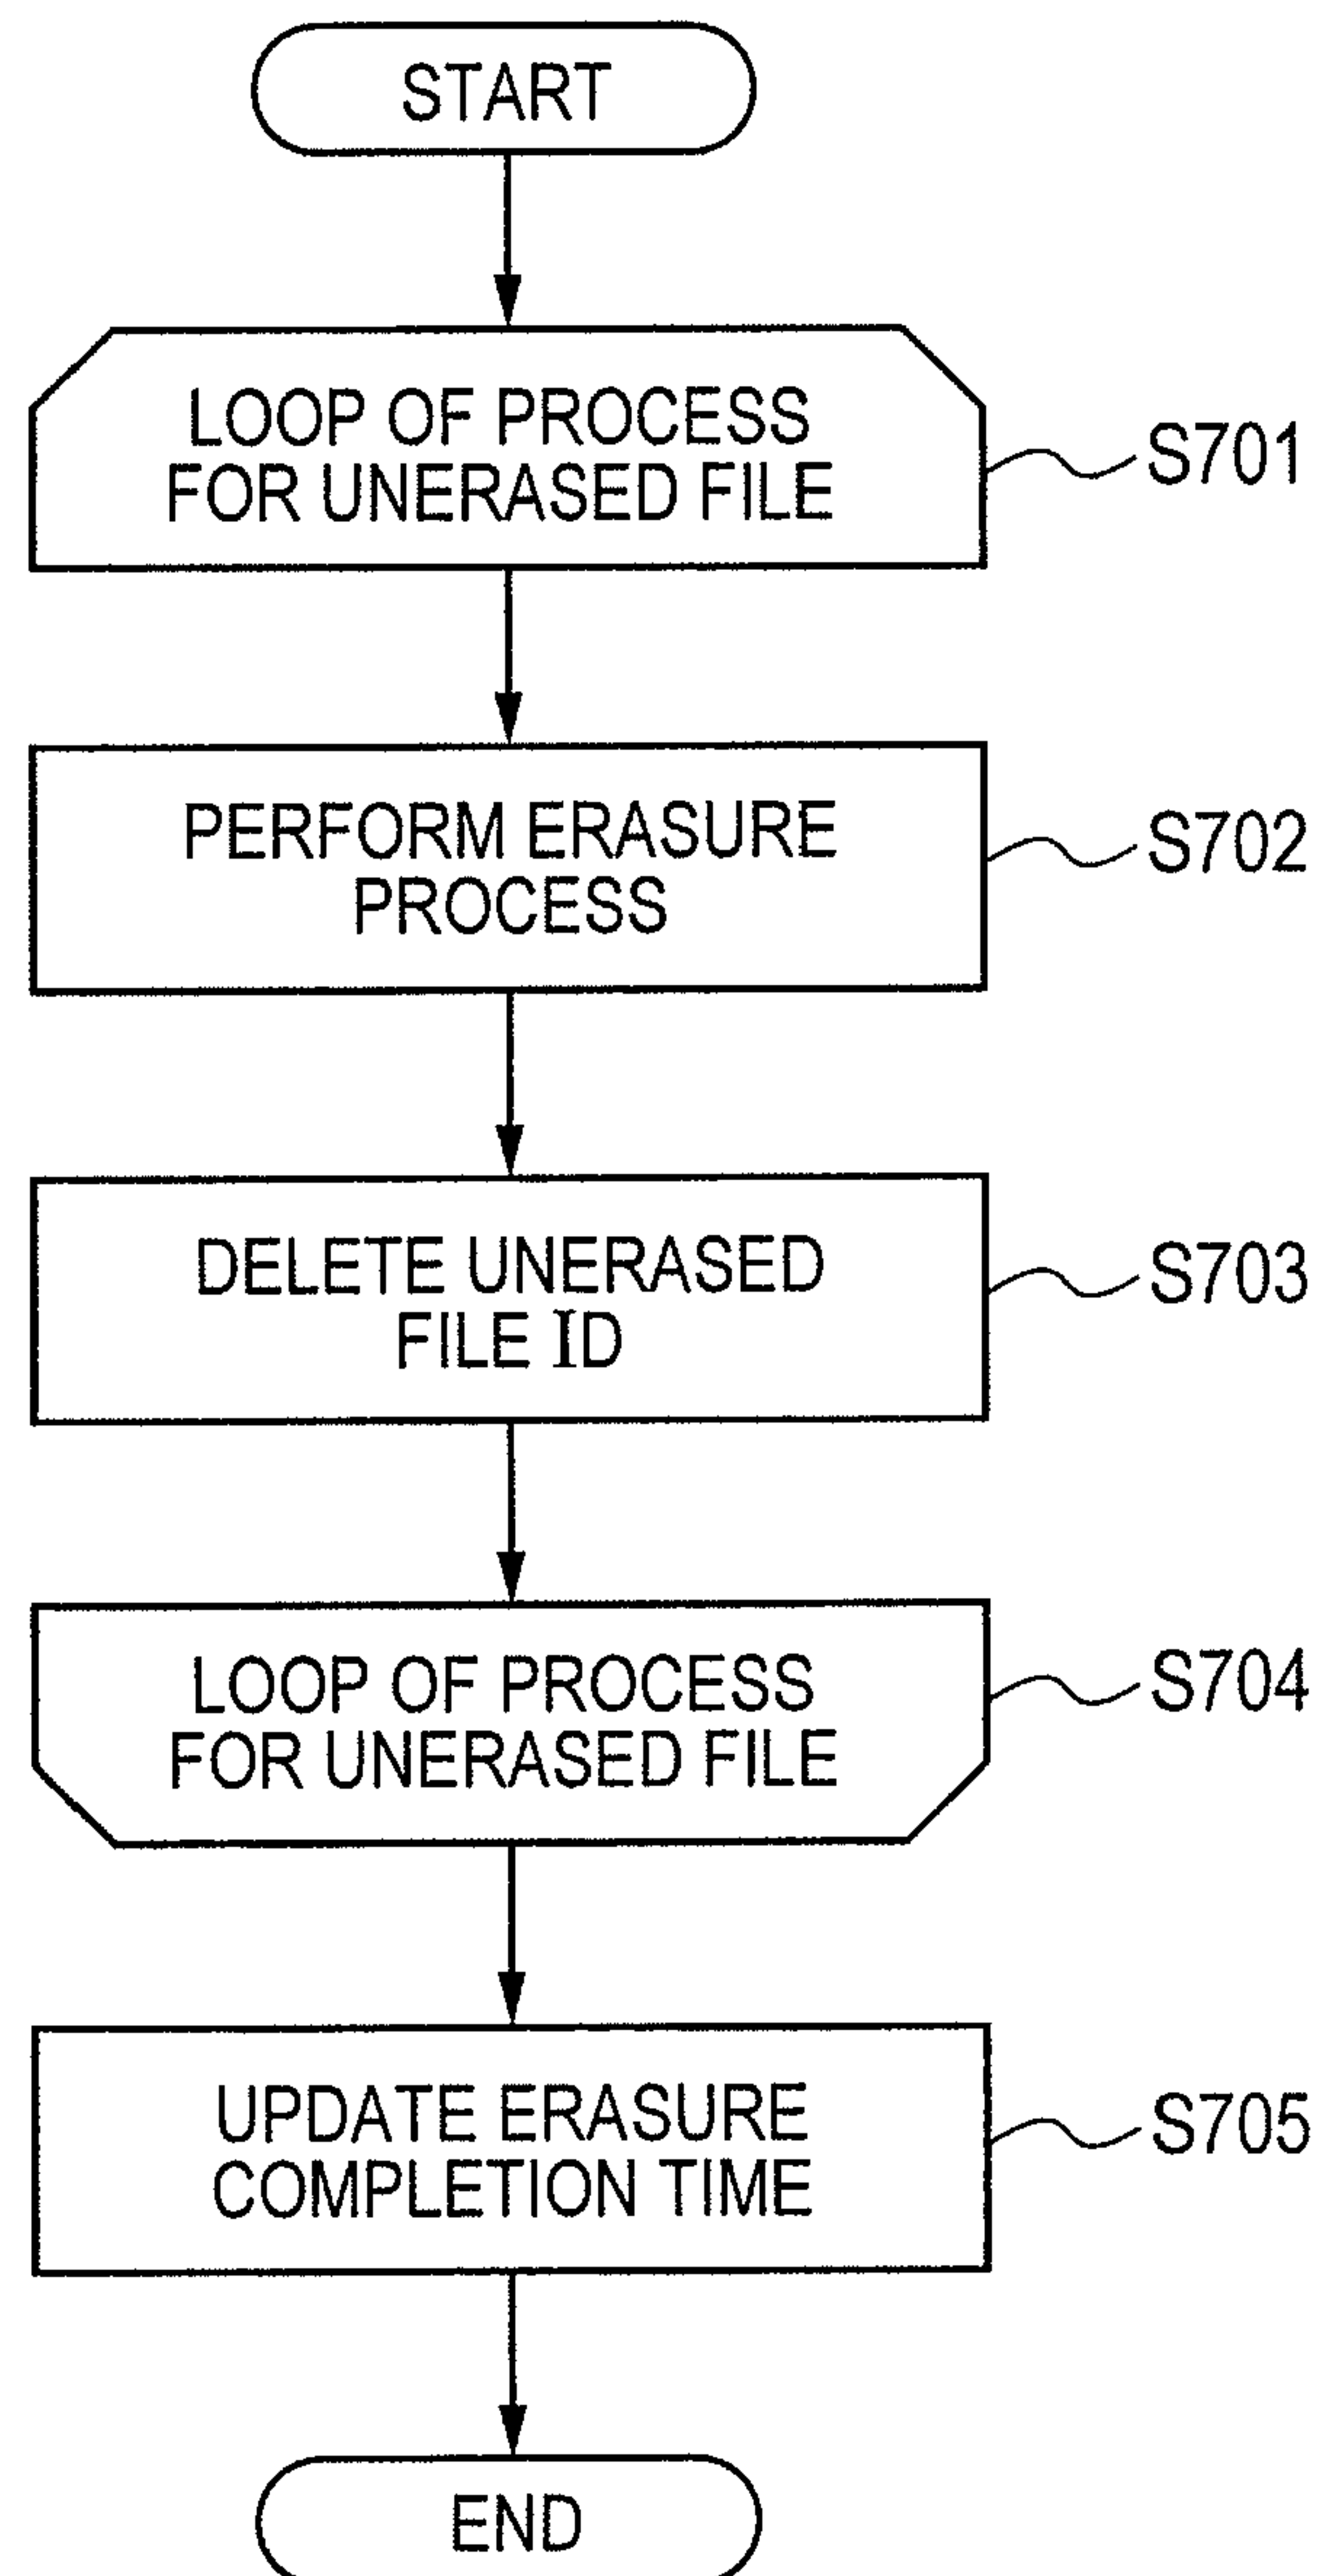 START
LOOP OF PROCESS
FOR UNERASED FILE
S701
PERFORM ERASURE
PROCESS
S702
DELETE UNERASED
FILE ID
S703
LOOP OF PROCESS
FOR UNERASED FILE
S704
UPDATE ERASURE
COMPLETION TIME
S705
END